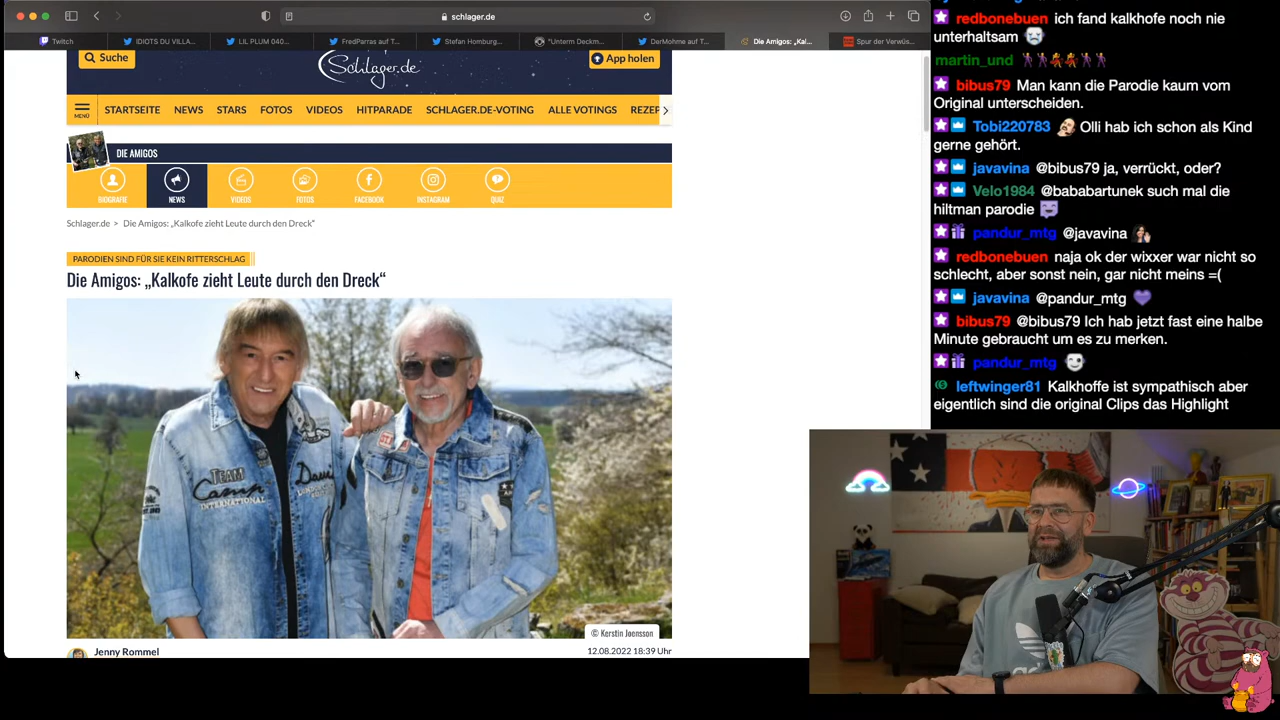 schlager.de
Twitch
IDIOTS DU VILLA...
LIL PLUM 040...
FredParras auf T...
Stefan Homburg...
"Unterm Deckm...
DerMohme auf T...
Die Amigos: „Kal...
Spur der Verwüs...
Suche
Schlager.de
App holen
MENÜ
STARTSEITE
NEWS
STARS
FOTOS
VIDEOS
HITPARADE
SCHLAGER.DE-VOTING
ALLE VOTINGS
REZEP
DIE AMIGOS
BIOGRAFIE
NEWS
VIDEOS
FOTOS
FACEBOOK
INSTAGRAM
QUIZ
Schlager.de > Die Amigos: „Kalkofe zieht Leute durch den Dreck“
PARODIEN SIND FÜR SIE KEIN RITTERSCHLAG
Die Amigos: „Kalkofe zieht Leute durch den Dreck“
TEAM
INTERNATIONAL
© Kerstin Joensson
Jenny Rommel
12.08.2022 18:39 Uhr
redbonebuen ich fand kalkhofe noch nie
unterhaltsam
martin_und
bibus79 Man kann die Parodie kaum vom
Original unterscheiden.
Tobi220783 Olli hab ich schon als Kind
gerne gehört.
javavina @bibus79 ja, verrückt, oder?
Velo1984 @bababartunek such mal die
hiltman parodie
pandur_mtg @javavina
redbonebuen naja ok der wixxer war nicht so
schlecht, aber sonst nein, gar nicht meins =(
javavina @pandur_mtg
bibus79 @bibus79 Ich hab jetzt fast eine halbe
Minute gebraucht um es zu merken.
pandur_mtg
leftwinger81 Kalkhoffe ist sympathisch aber
eigentlich sind die original Clips das Highlight